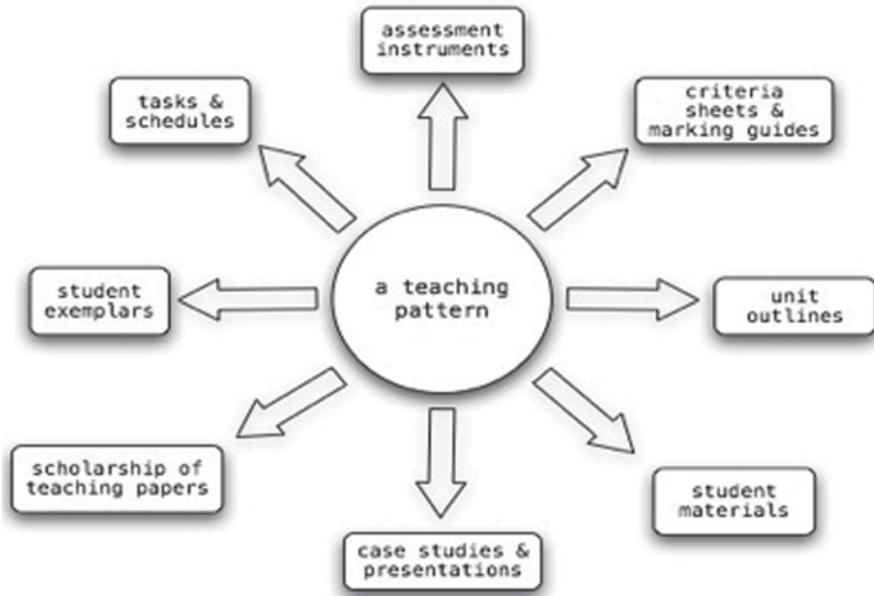 assessment
instruments
tasks &
schedules
criteria
sheets &
marking guides
student
exemplars
a teaching
pattern
unit
outlines
scholarship of
teaching papers
student
materials
case studies &
presentations